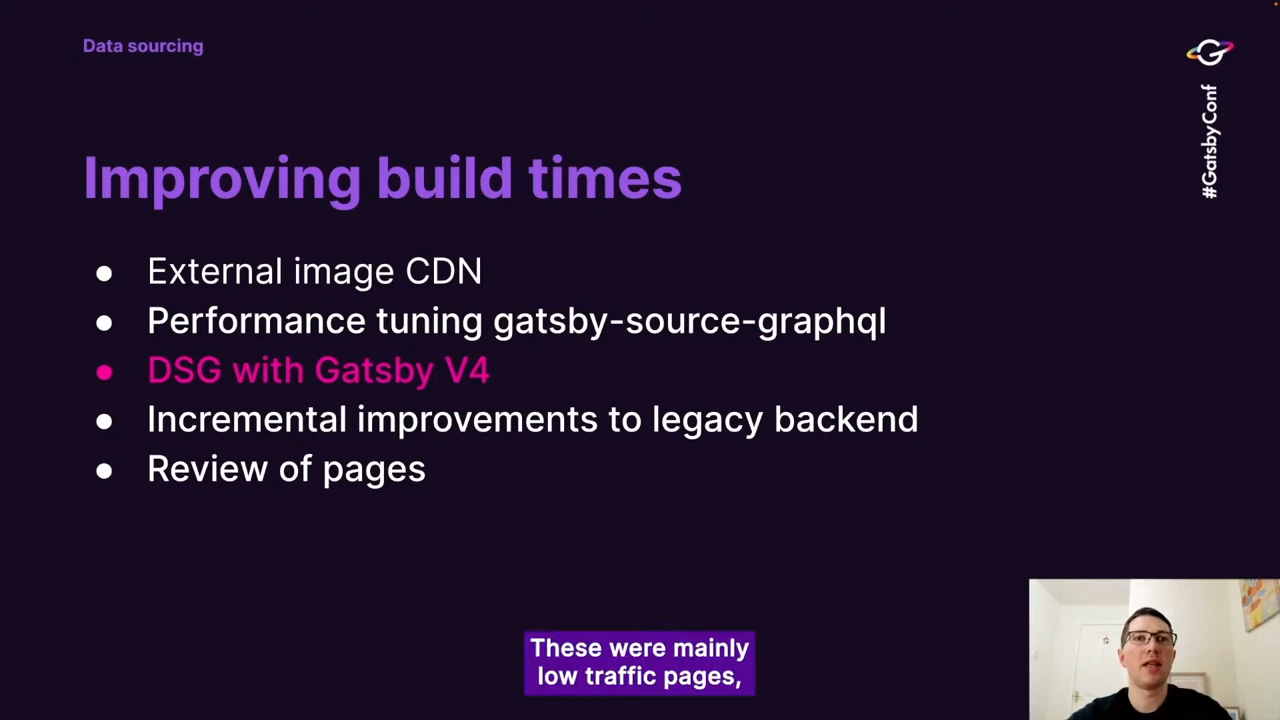 Data sourcing
#GatsbyConf
Improving build times
● External image CDN
● Performance tuning gatsby-source-graphql
● DSG with Gatsby V4
● Incremental improvements to legacy backend
● Review of pages
These were mainly
low traffic pages,